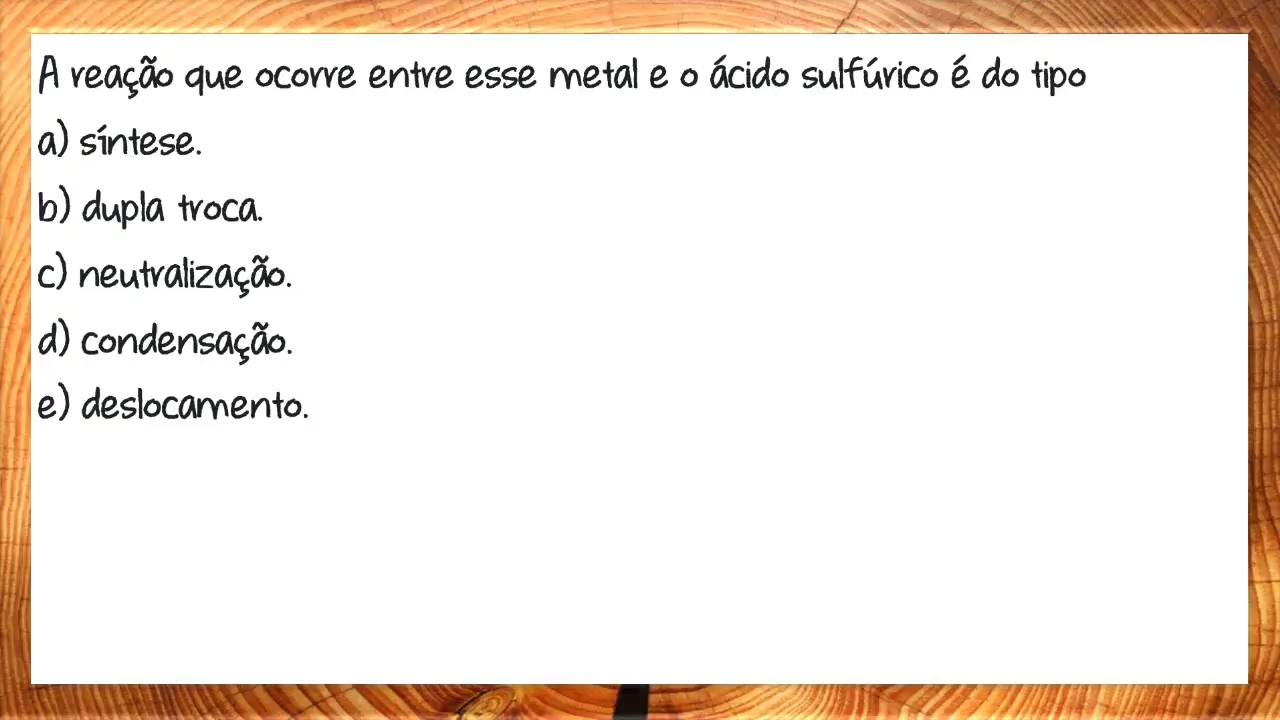 A reação que ocorre entre esse metal e o ácido sulfúrico é do tipo
a) síntese.
b) dupla troca.
c) neutralização.
d) condensação.
e) deslocamento.